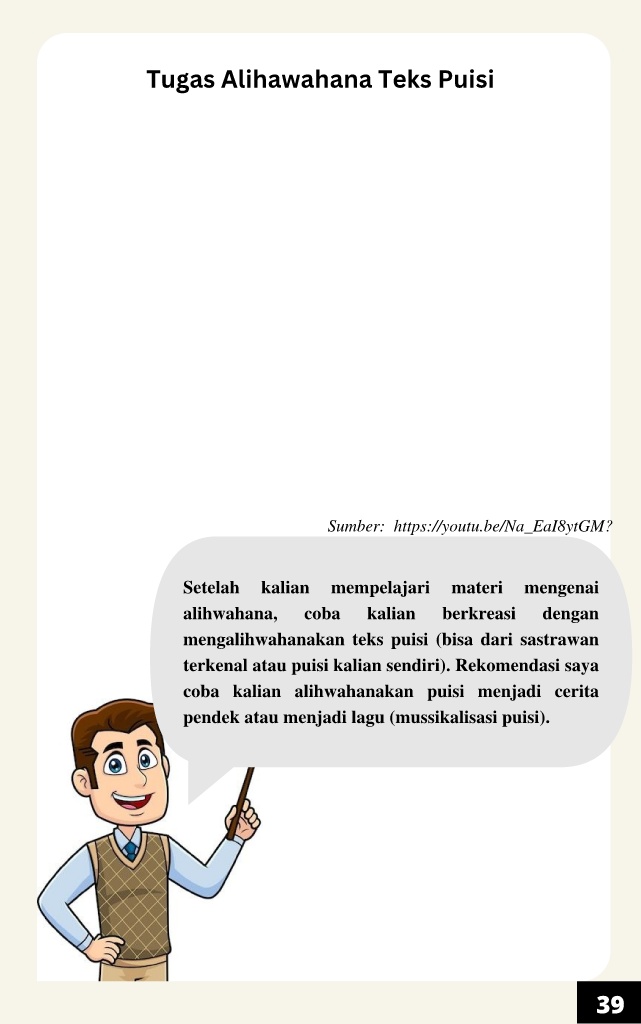 Tugas Alihawahana Teks Puisi
Sumber: https://youtu.be/Na_EaI8ytGM?
Setelah kalian mempelajari materi mengenai
alihwahana, coba kalian berkreasi dengan
mengalihwahanakan teks puisi (bisa dari sastrawan
terkenal atau puisi kalian sendiri). Rekomendasi saya
coba kalian alihwahanakan puisi menjadi cerita
pendek atau menjadi lagu (mussikalisasi puisi).
39